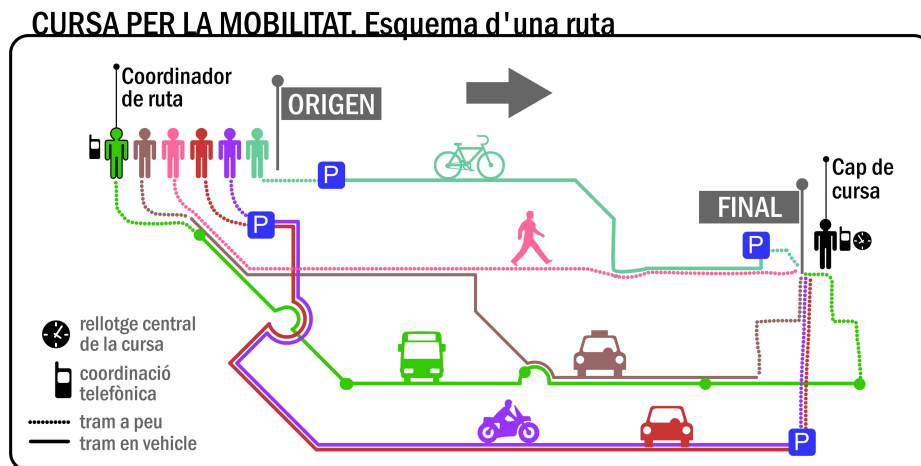 CURSA PER LA MOBILITAT. Esquema d'una ruta
Coordinador
de ruta
ORIGEN
P
P
FINAL
P
Cap de
cursa
rellotge central
de la cursa
coordinació
telefònica
tram a peu
tram en vehicle
P